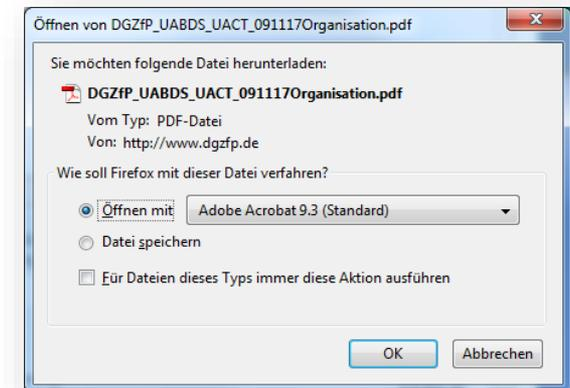 Öffnen von DGZfP_UABDS_UACT_091117Organisation.pdf
Sie möchten folgende Datei herunterladen:
DGZfP_UABDS_UACT_091117Organisation.pdf
Vom Typ: PDF-Datei
Von: http://www.dgzfp.de
Wie soll Firefox mit dieser Datei verfahren?
Öffnen mit Adobe Acrobat 9.3 (Standard)
Datei speichern
Für Dateien dieses Typs immer diese Aktion ausführen
OK Abbrechen